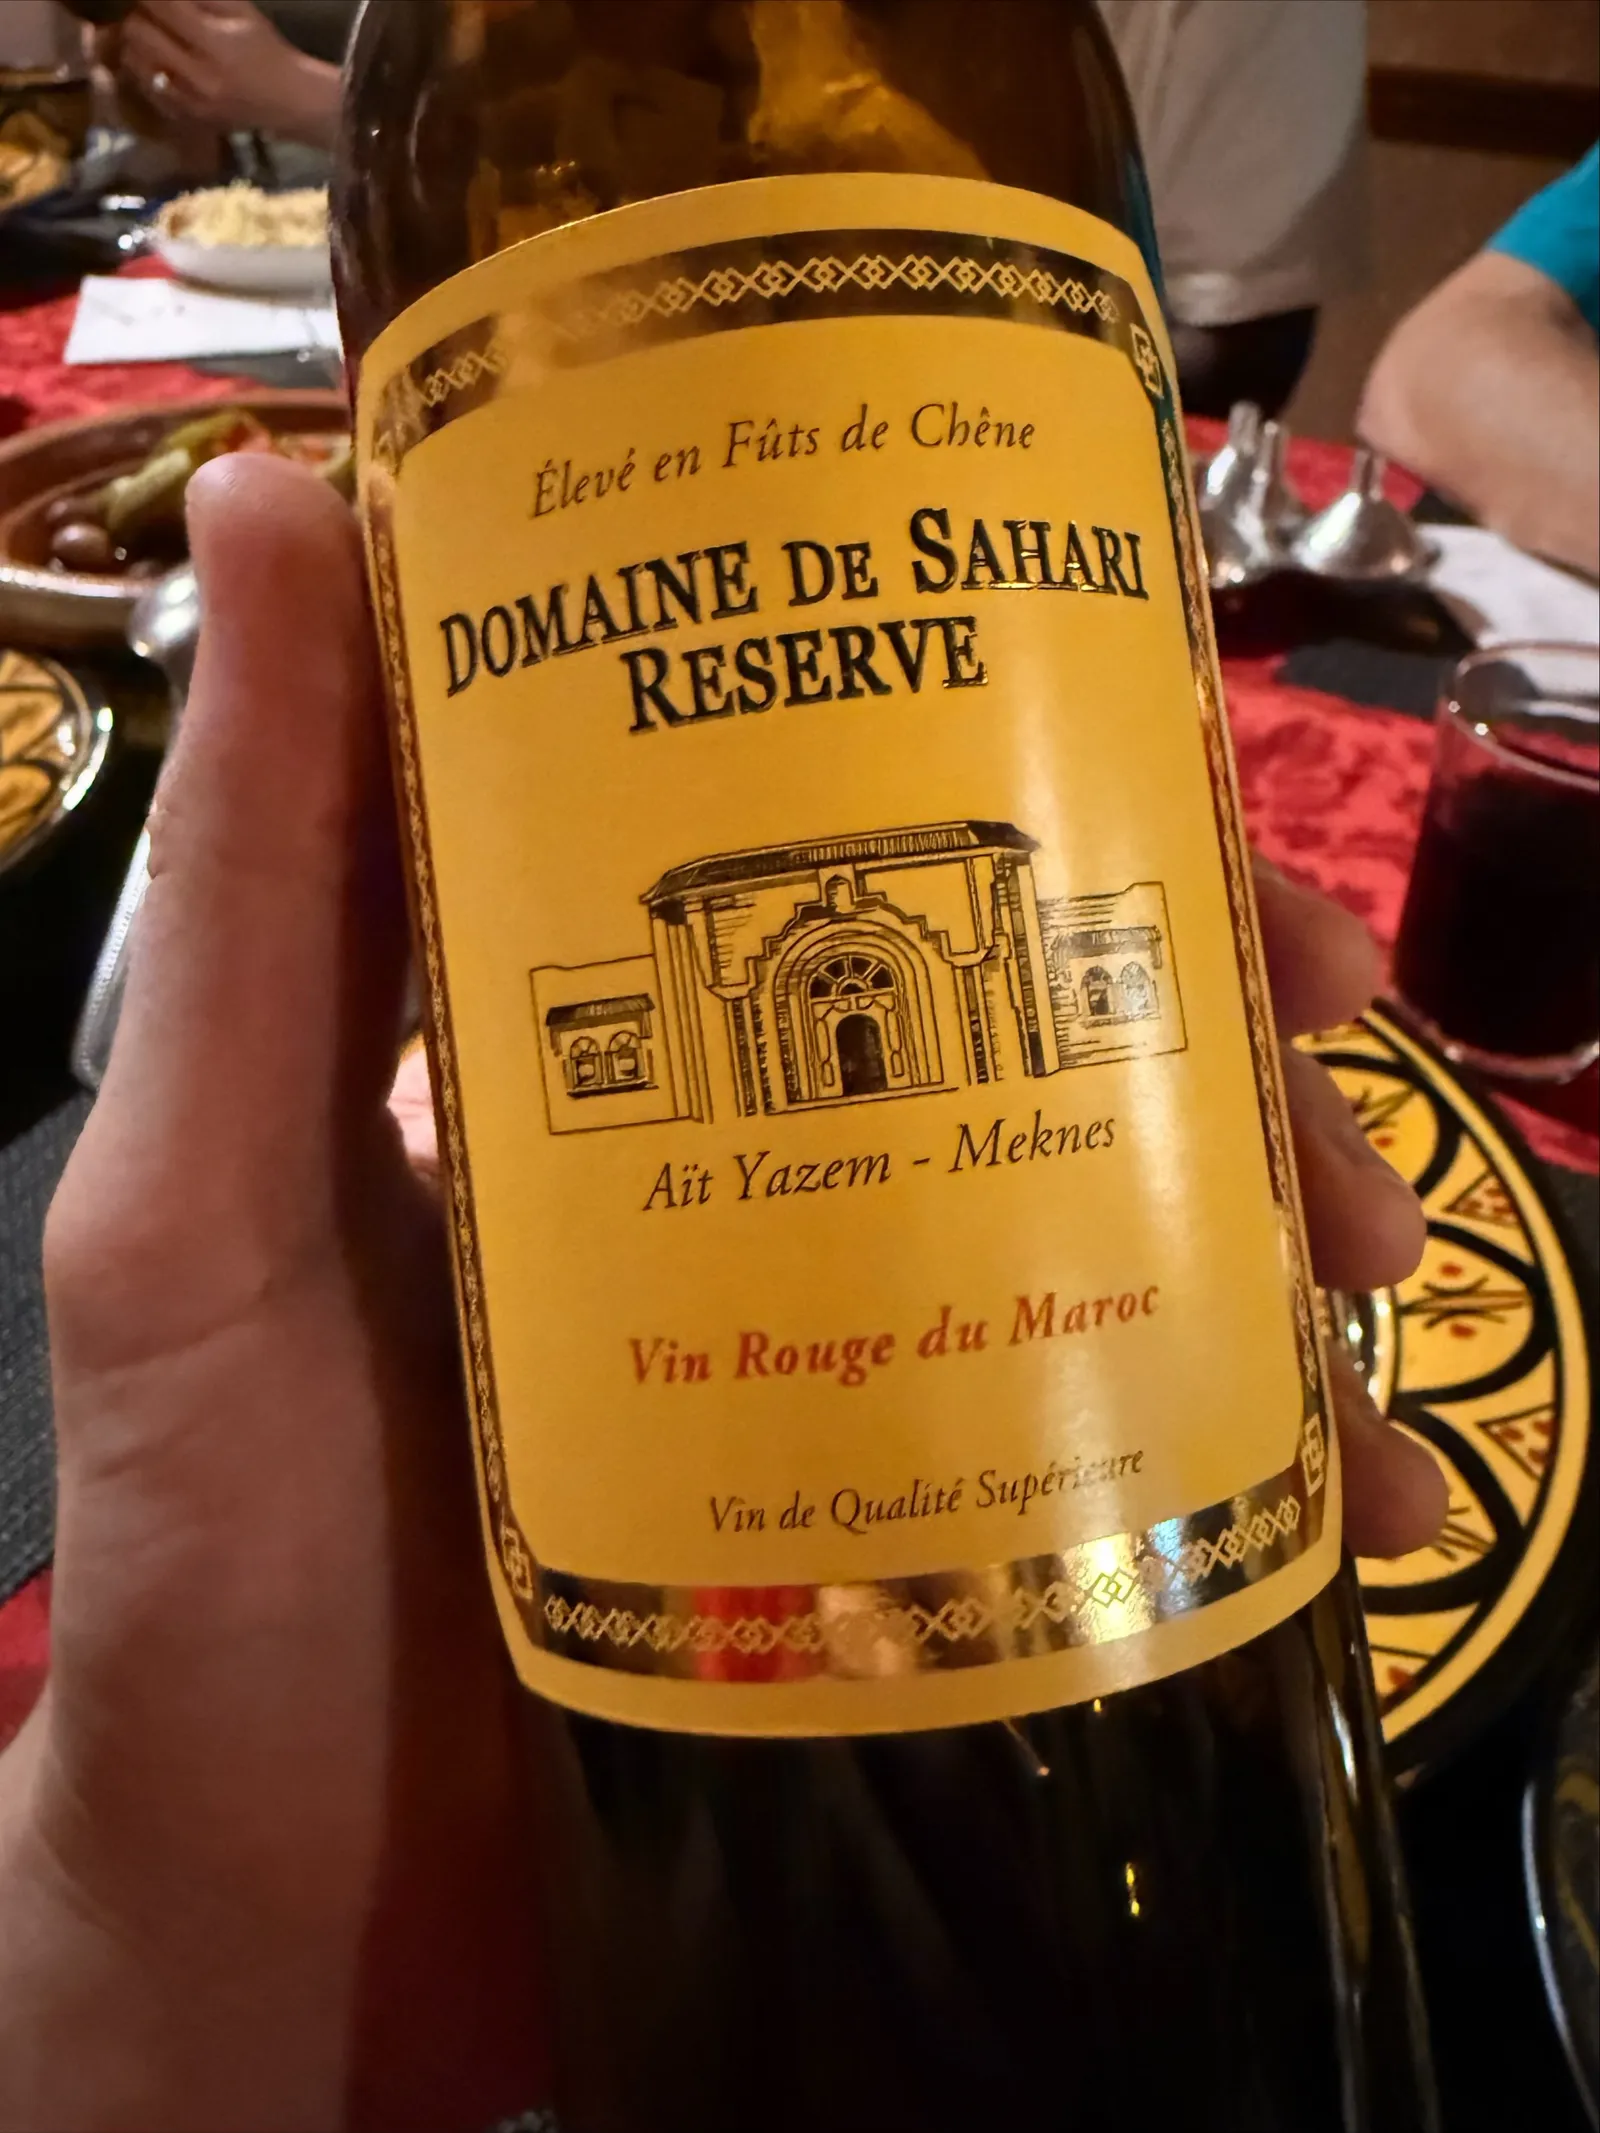 Élevé en Fûts de Chêne
DOMAINE DE SAHARI
RESERVE
Aït Yazem - Meknes
Vin Rouge du Maroc
Vin de Qualité Supérieure